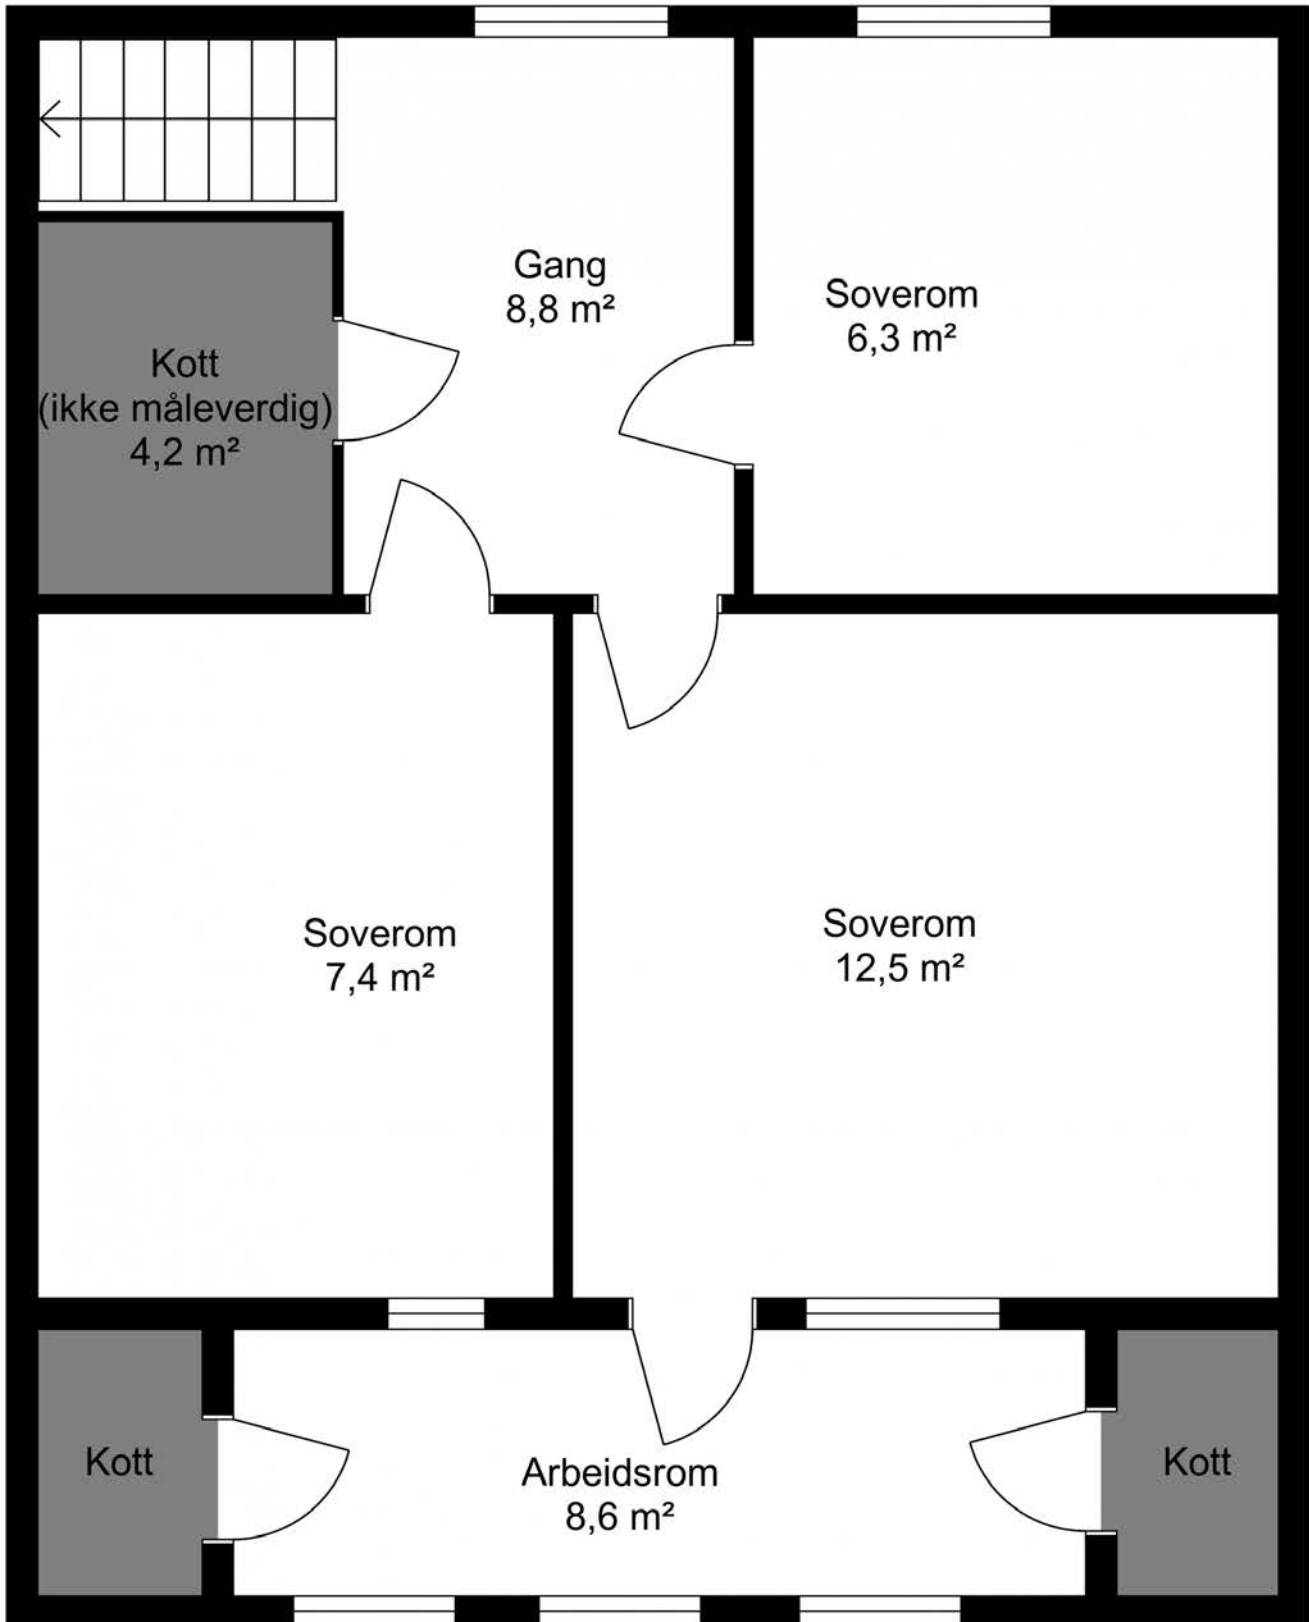 Gang
8,8 m²
Soverom
6,3 m²
Kott
(ikke måleverdig)
4,2 m²
Soverom
7,4 m²
Soverom
12,5 m²
Kott
Arbeidsrom
8,6 m²
Kott